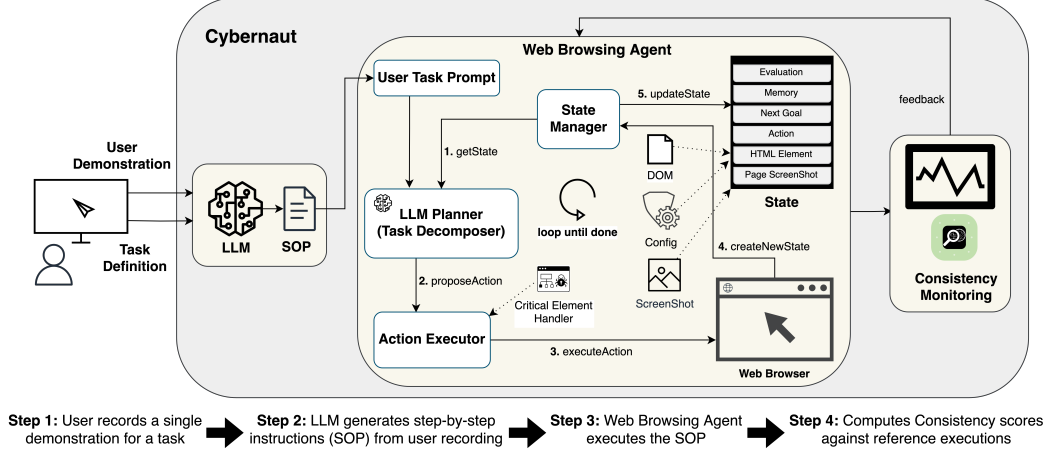 Cybernaut
Web Browsing Agent
User Task Prompt
State
Manager
5. updateState
Evaluation
Memory
Next Goal
Action
HTML Element
Page ScreenShot
State
feedback
User
Demonstration
Task
Definition
LLM
SOP
1. getState
LLM Planner
(Task Decomposer)
loop until done
DOM
Config
ScreenShot
4. createNewState
2. proposeAction
Critical Element
Handler
Action Executor
3. executeAction
Web Browser
Consistency
Monitoring
Step 1: User records a single
demonstration for a task
Step 2: LLM generates step-by-step
instructions (SOP) from user recording
Step 3: Web Browsing Agent
executes the SOP
Step 4: Computes Consistency scores
against reference executions